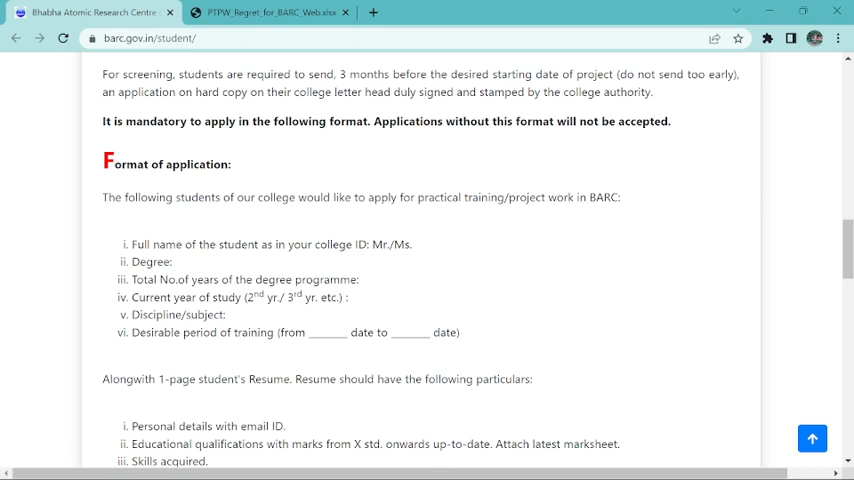 Bhabha Atomic Research Centre
PTPW_Regret_for_BARC_Web.xlsx
barc.gov.in/student/
For screening, students are required to send, 3 months before the desired starting date of project (do not send too early),
an application on hard copy on their college letter head duly signed and stamped by the college authority.
It is mandatory to apply in the following format. Applications without this format will not be accepted.
Format of application:
The following students of our college would like to apply for practical training/project work in BARC:
i. Full name of the student as in your college ID: Mr./Ms.
ii. Degree:
iii. Total No.of years of the degree programme:
iv. Current year of study (2nd yr./ 3rd yr. etc.) :
v. Discipline/subject:
vi. Desirable period of training (from _______ date to _______ date)
Alongwith 1-page student's Resume. Resume should have the following particulars:
i. Personal details with email ID.
ii. Educational qualifications with marks from X std. onwards up-to-date. Attach latest marksheet.
iii. Skills acquired.